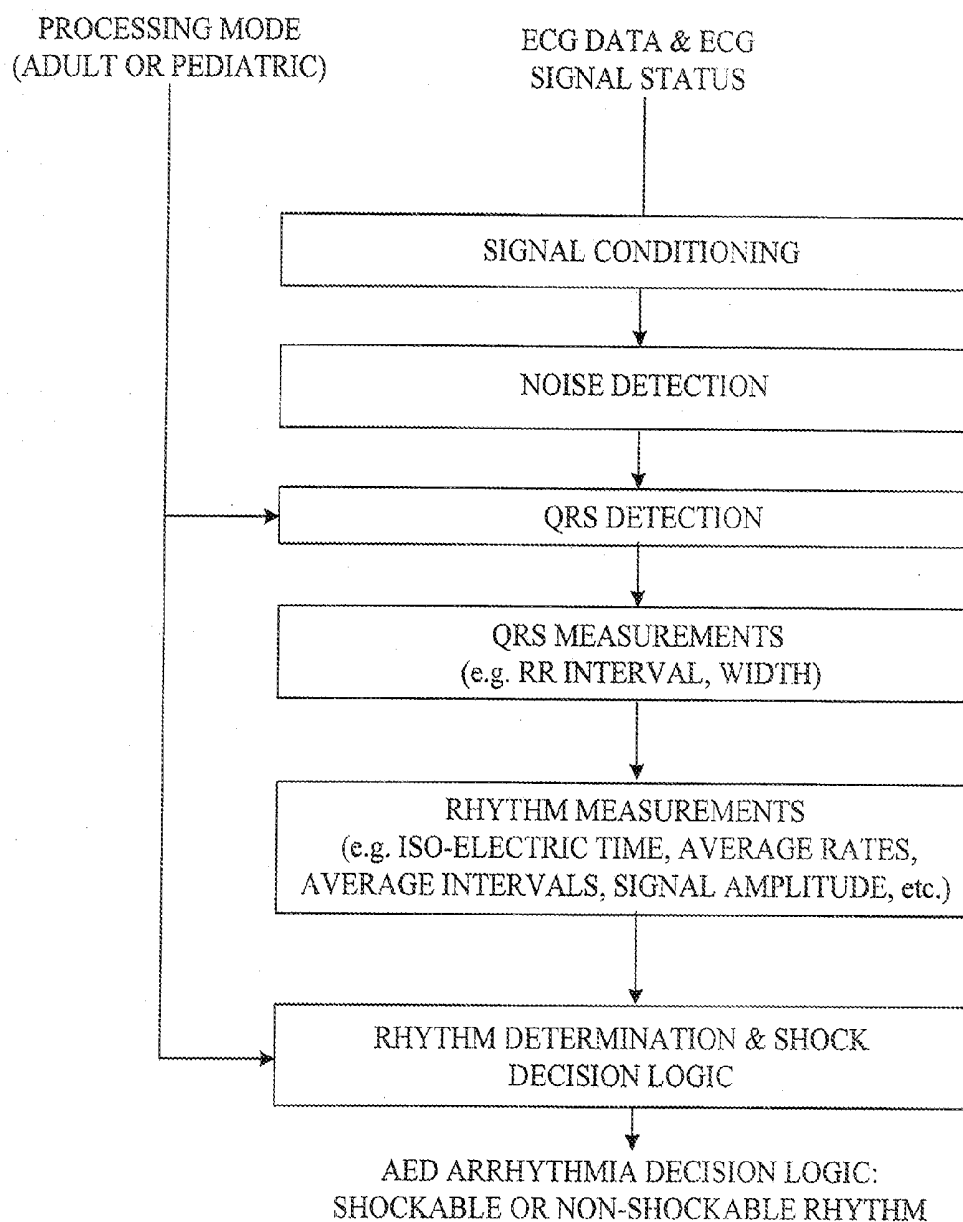 PROCESSING MODE
(ADULT OR PEDIATRIC)
ECG DATA & ECG
SIGNAL STATUS
SIGNAL CONDITIONING
NOISE DETECTION
QRS DETECTION
QRS MEASUREMENTS
(e.g. RR INTERVAL, WIDTH)
RHYTHM MEASUREMENTS
(e.g. ISO-ELECTRIC TIME, AVERAGE RATES,
AVERAGE INTERVALS, SIGNAL AMPLITUDE, etc.)
RHYTHM DETERMINATION & SHOCK
DECISION LOGIC
AED ARRHYTHMIA DECISION LOGIC:
SHOCKABLE OR NON-SHOCKABLE RHYTHM